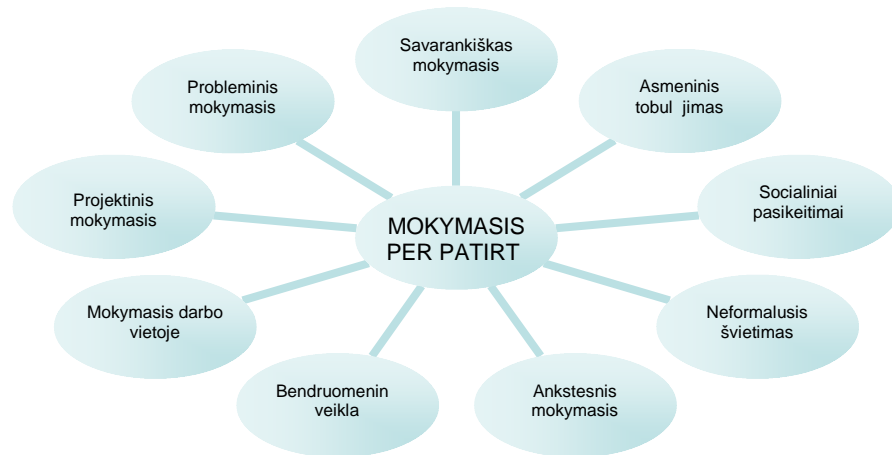 Savarankiškas
mokymasis
Asmeninis
tobul jimas
Socialiniai
pasikeitimai
Neformalusis
švietimas
Ankstesnis
mokymasis
Bendruomenin
veikla
Mokymasis darbo
vietoje
Projektinis
mokymasis
Probleminis
mokymasis
MOKYMASIS
PER PATIRT